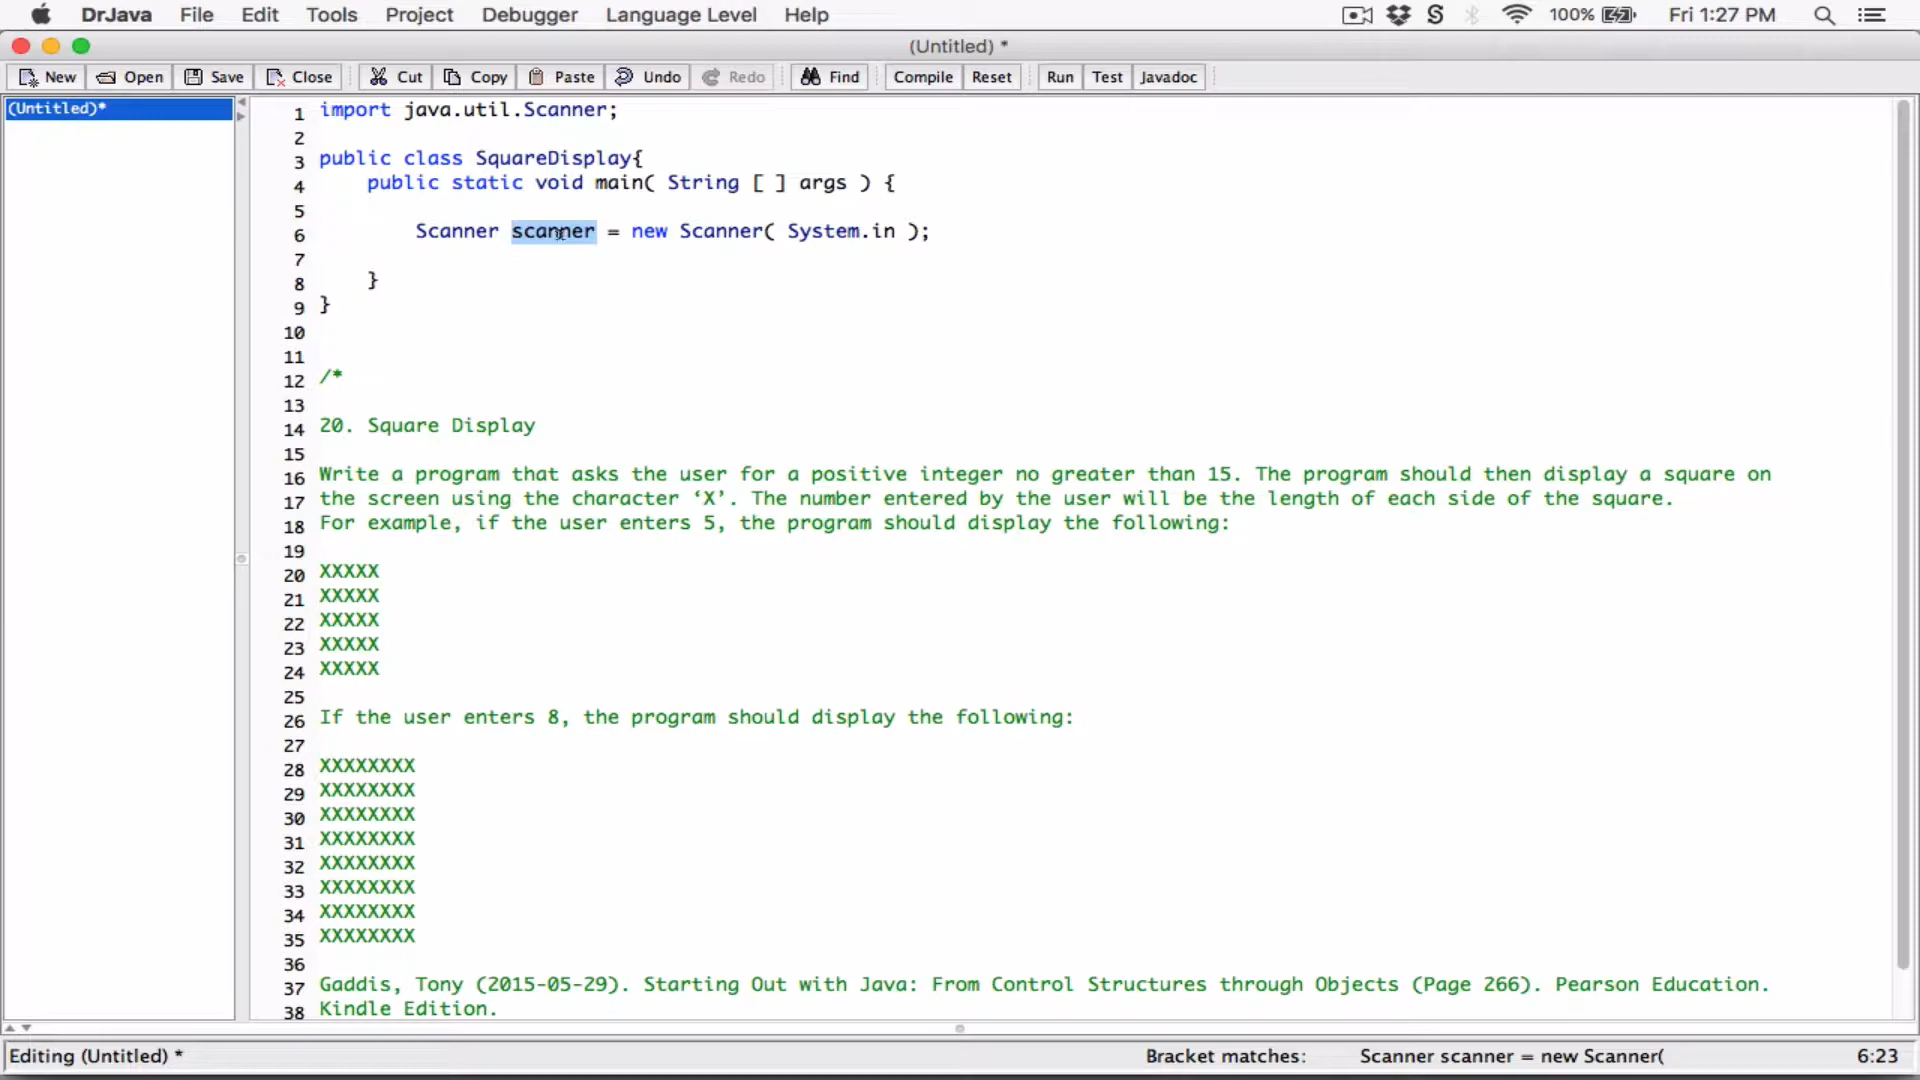 DrJava File Edit Tools Project Debugger Language Level Help S 100% Fri 1:27 PM
(Untitled) *
New Open Save Close Cut Copy Paste Undo Redo Find Compile Reset Run Test Javadoc
(Untitled)*
1 import java.util.Scanner;
2
3 public class SquareDisplay{
4 public static void main( String [ ] args ) {
5
6 Scanner scanner = new Scanner( System.in );
7
8 }
9 }
10
11
12 /*
13
14 20. Square Display
15
16 Write a program that asks the user for a positive integer no greater than 15. The program should then display a square on
17 the screen using the character ‘X’. The number entered by the user will be the length of each side of the square.
18 For example, if the user enters 5, the program should display the following:
19
20 XXXXX
21 XXXXX
22 XXXXX
23 XXXXX
24 XXXXX
25
26 If the user enters 8, the program should display the following:
27
28 XXXXXXXX
29 XXXXXXXX
30 XXXXXXXX
31 XXXXXXXX
32 XXXXXXXX
33 XXXXXXXX
34 XXXXXXXX
35 XXXXXXXX
36
37 Gaddis, Tony (2015-05-29). Starting Out with Java: From Control Structures through Objects (Page 266). Pearson Education.
38 Kindle Edition.
Editing (Untitled) * Bracket matches: Scanner scanner = new Scanner( 6:23